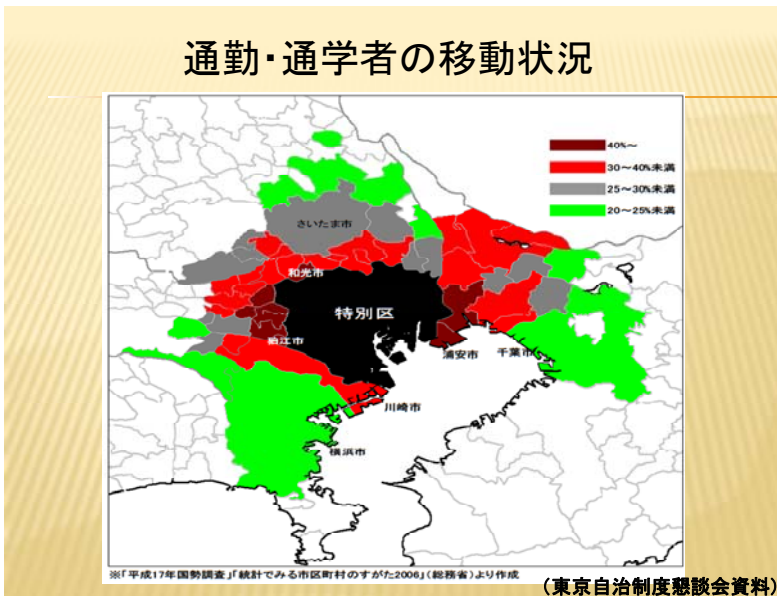 通勤・通学者の移動状況
40%～
30～40%未満
25～30%未満
20～25%未満
さいたま市
和光市
特別区
狛江市
浦安市
千葉市
川崎市
横浜市
※「平成17年国勢調査」「統計でみる市区町村のすがた2006」（総務省）より作成
（東京自治制度懇談会資料）